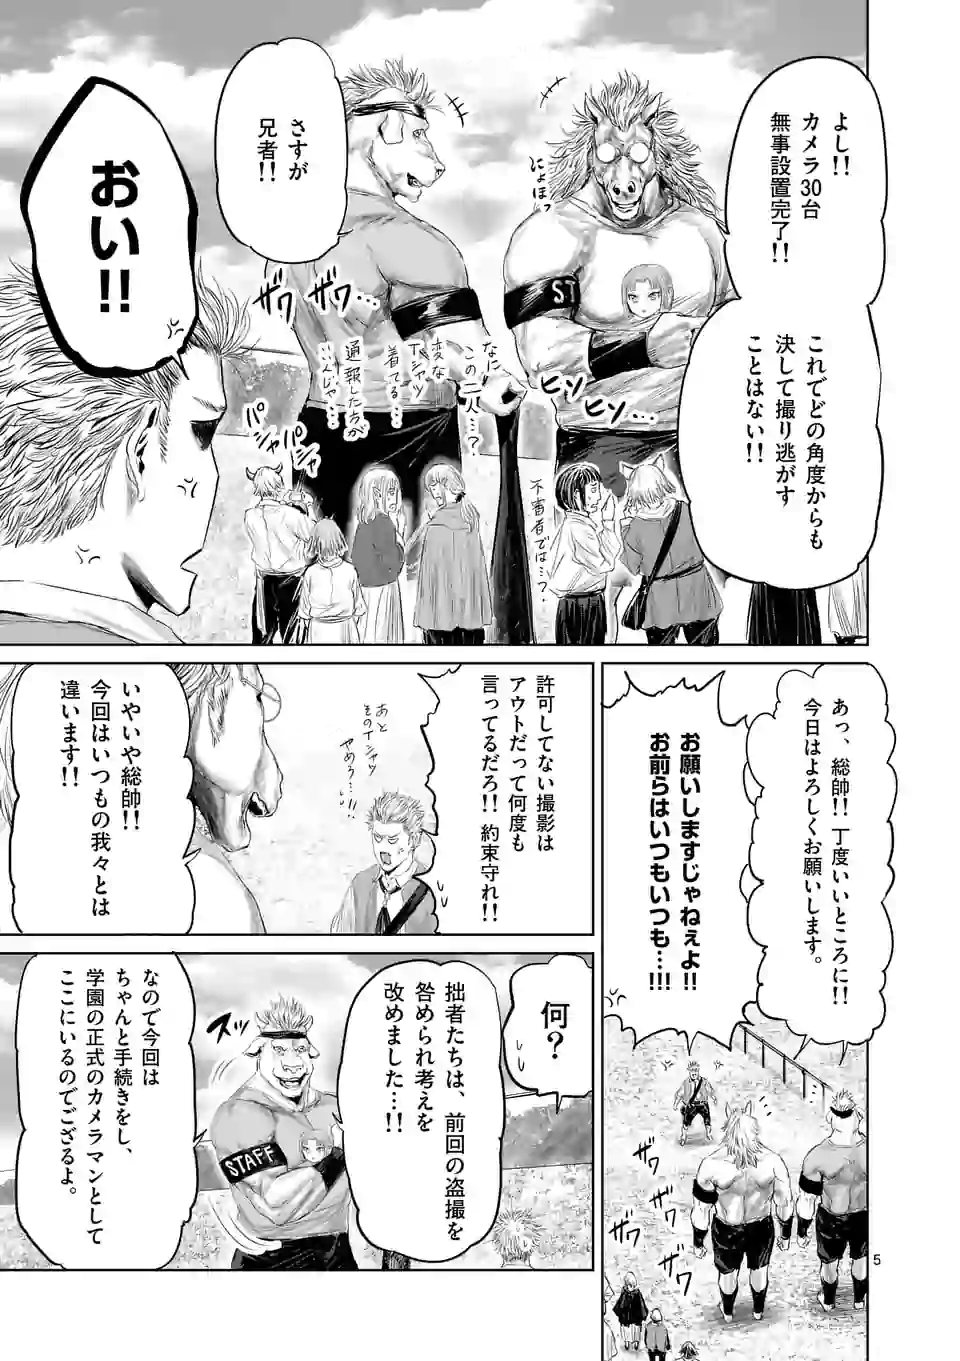 よし!!
カメラ30台
無事設置完了!!
これでどの角度からも
決して撮り逃がす
ことはない!!
にょほっ
さすが
兄者!!
ST
ザワ
ザワ…
ヒソ
ヒソ…
なに
この二人…?
変な
Tシャツ
着てる…
通報した方が
いいんじゃ…
不審者では…?
パシャ
パシャパシャ
おい!!
あっ、総帥!! 丁度いいところに!!
今日はよろしくお願いします。
お願いしますじゃねぇよ!!
お前らはいつもいつも…!!!
ザワ
ザワ
ザワ
許可してない撮影は
アウトだって何度も
言ってるだろ!! 約束守れ!!
あと
そのTシャツ
やめろ…!!
いやいや総帥!!
今回はいつもの我々とは
違います!!
何?
拙者たちは、前回の盗撮を
咎められ考えを
改めました…!!
スッ
STAFF
なので今回は
ちゃんと手続きをし、
学園の正式のカメラマンとして
ここにいるのでござるよ。
5